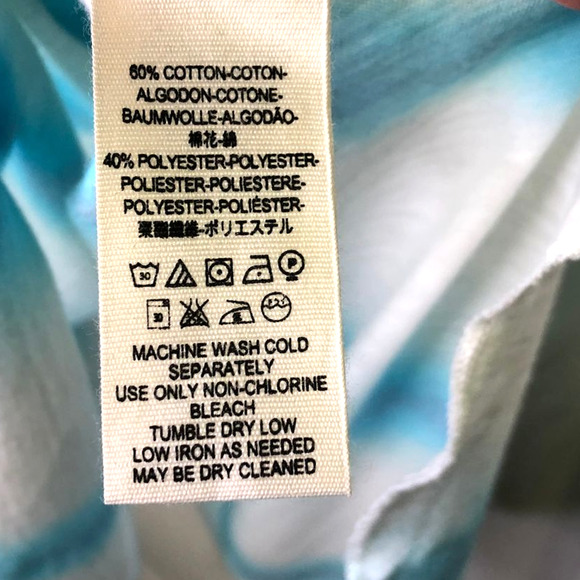 60% COTTON-COTON-
ALGODON-COTONE-
BAUMWOLLE-ALGODÃO-
棉花-綿
40% POLYESTER-POLYESTER-
POLIESTER-POLIESTERE-
POLYESTER-POLIÉSTER-
聚酯纖維-ポリエステル
30 P
30
MACHINE WASH COLD
SEPARATELY
USE ONLY NON-CHLORINE
BLEACH
TUMBLE DRY LOW
LOW IRON AS NEEDED
MAY BE DRY CLEANED